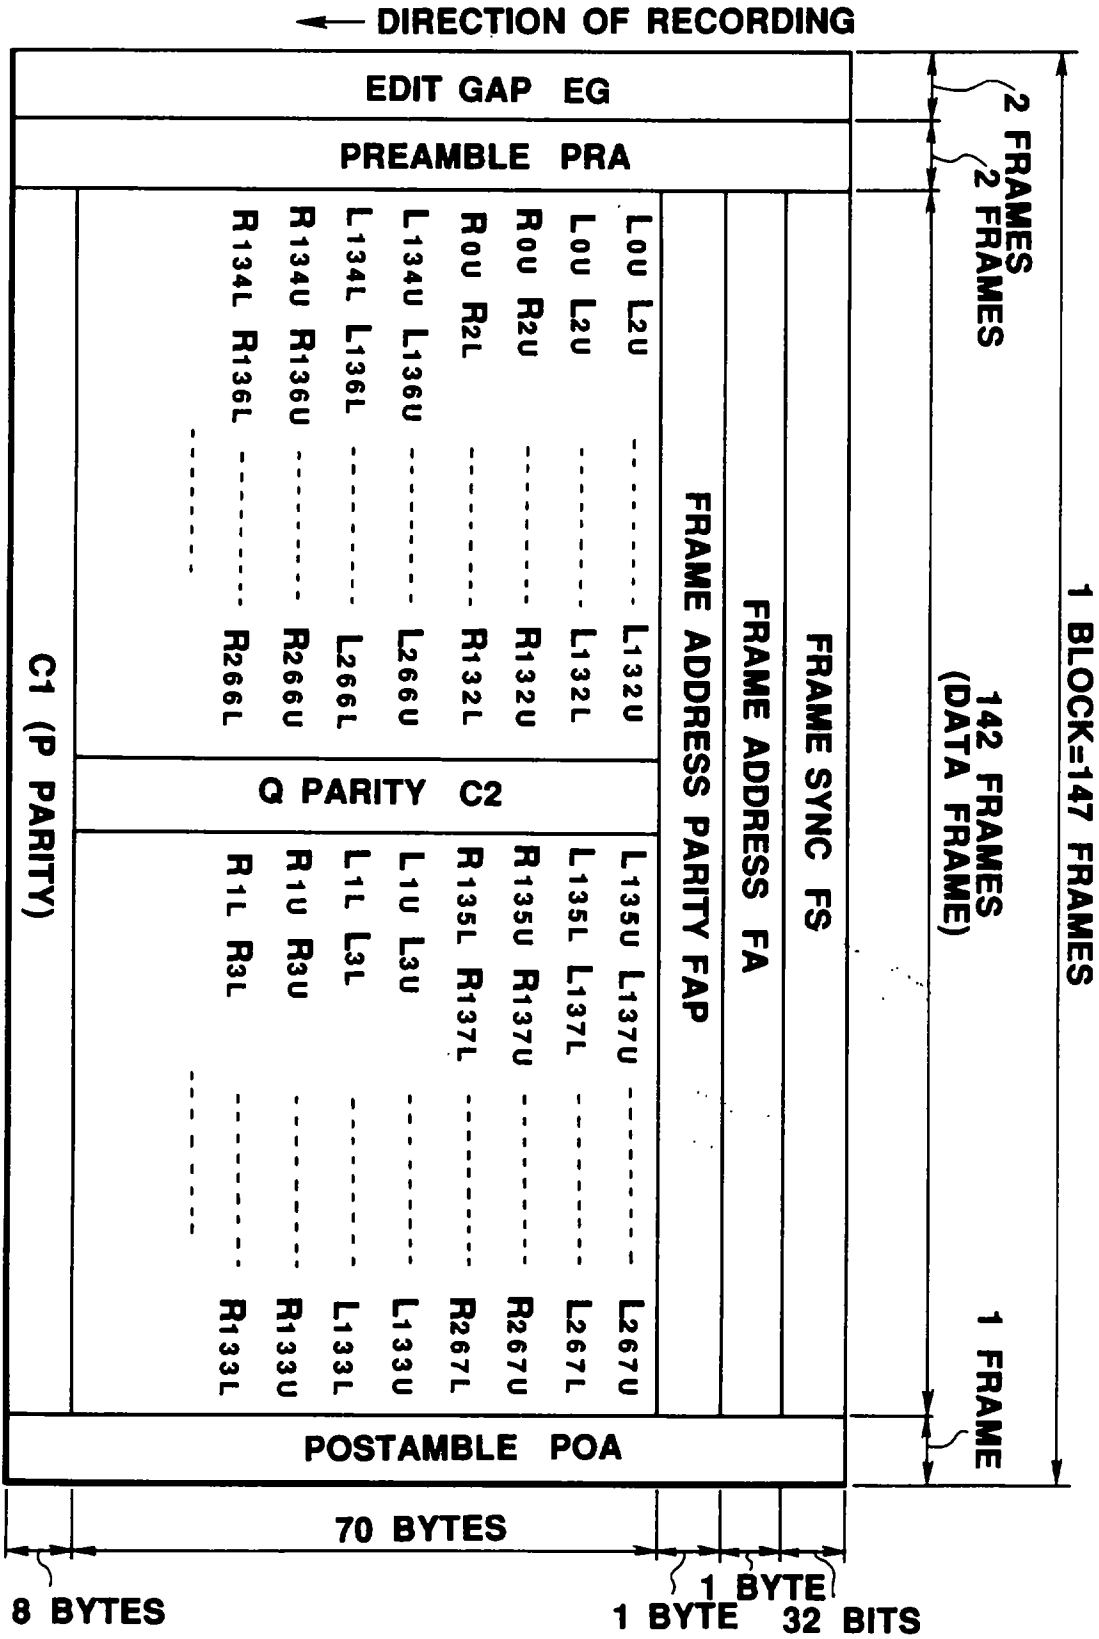 DIRECTION OF RECORDING
EDIT GAP EG
PREAMBLE PRA
2 FRAMES
2 FRAMES
142 FRAMES
(DATA FRAME)
1 FRAME
1 BLOCK=147 FRAMES
FRAME SYNC FS
FRAME ADDRESS FA
FRAME ADDRESS PARITY FAP
L0U L2U ------- L132U
L0U L2U ------- L132L
R0U R2U ------- R132U
R0U R2L ------- R132L
L134U L136U ------- L266U
L134L L136L ------- L266L
R134U R136U ------- R266U
R134L R136L ------- R266L
Q PARITY C2
L135U L137U ------- L267U
L135L L137L ------- L267L
R135U R137U ------- R267U
R135L R137L ------- R267L
L1U L3U ------- L133U
L1L L3L ------- L133L
R1U R3U ------- R133U
R1L R3L ------- R133L
C1 (P PARITY)
POSTAMBLE POA
70 BYTES
8 BYTES
1 BYTE
1 BYTE
32 BITS